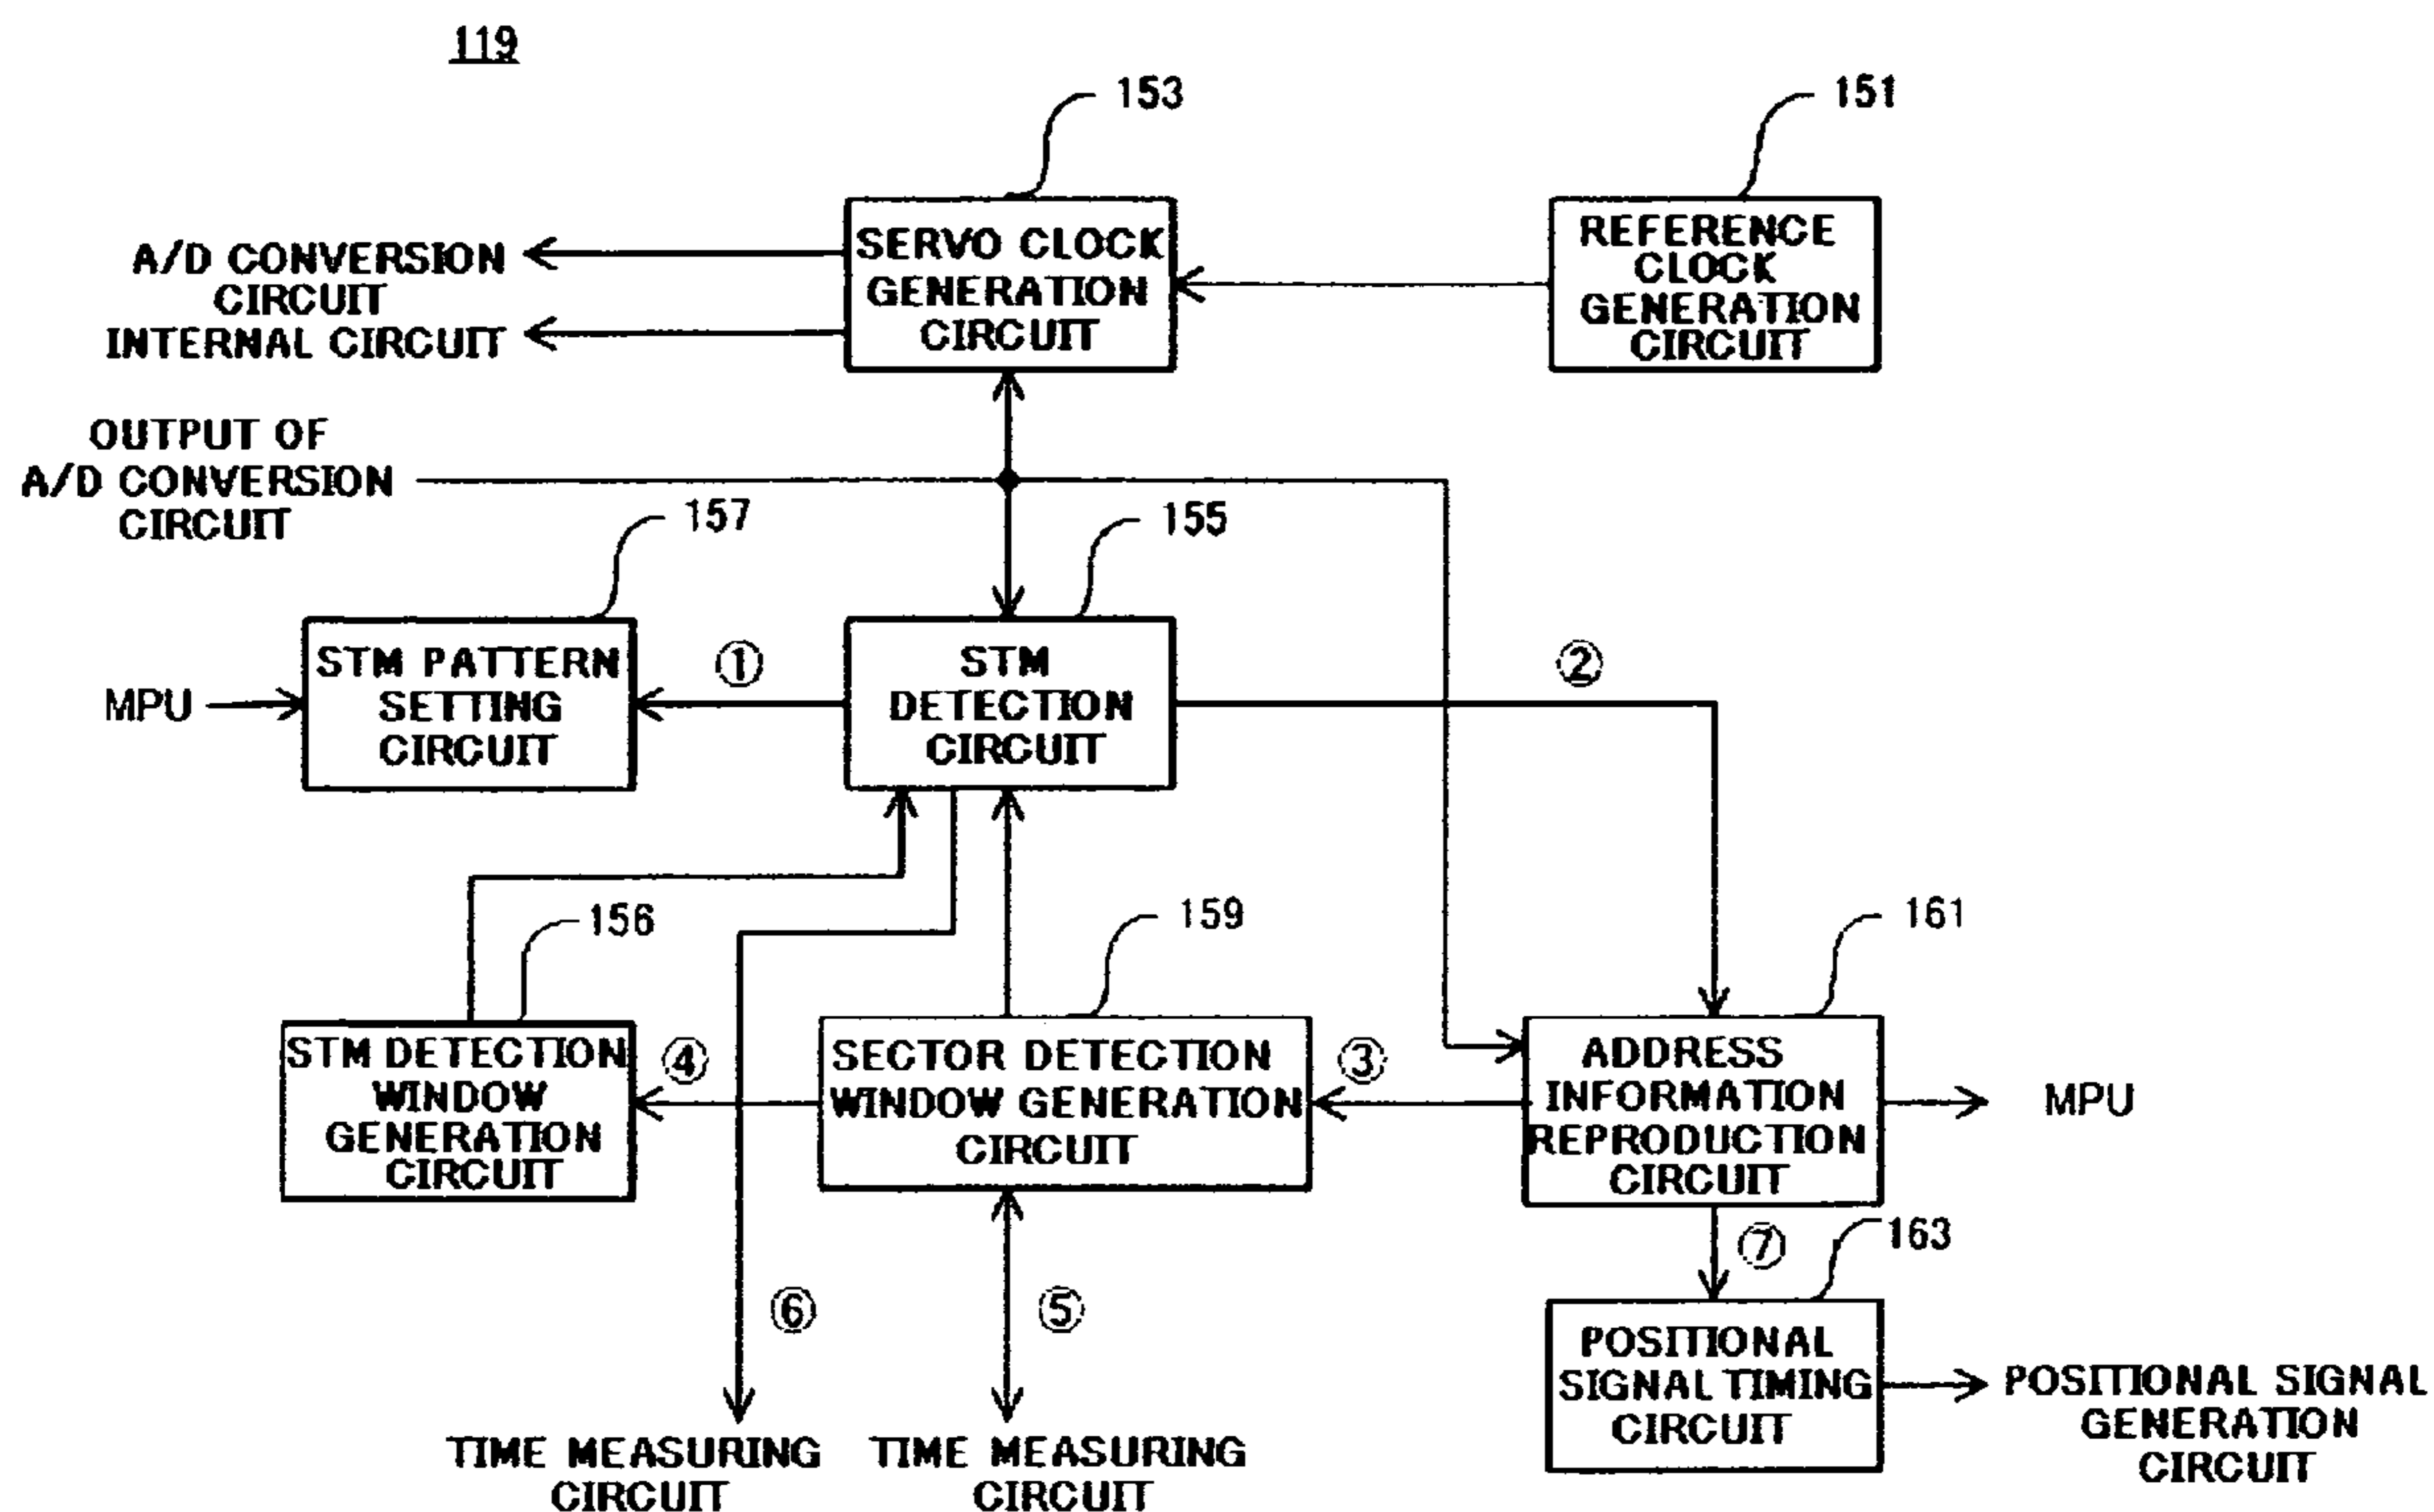 119
153
151
SERVO CLOCK
GENERATION
CIRCUIT
REFERENCE
CLOCK
GENERATION
CIRCUIT
A/D CONVERSION
CIRCUIT
INTERNAL CIRCUIT
OUTPUT OF
A/D CONVERSION
CIRCUIT
157
155
MPU
STM PATTERN
SETTING
CIRCUIT
①
STM
DETECTION
CIRCUIT
②
156
159
161
STM DETECTION
WINDOW
GENERATION
CIRCUIT
④
SECTOR DETECTION
WINDOW GENERATION
CIRCUIT
③
ADDRESS
INFORMATION
REPRODUCTION
CIRCUIT
MPU
⑥
⑤
⑦
163
POSITIONAL
SIGNAL TIMING
CIRCUIT
POSITIONAL SIGNAL
GENERATION
CIRCUIT
TIME MEASURING
CIRCUIT
TIME MEASURING
CIRCUIT